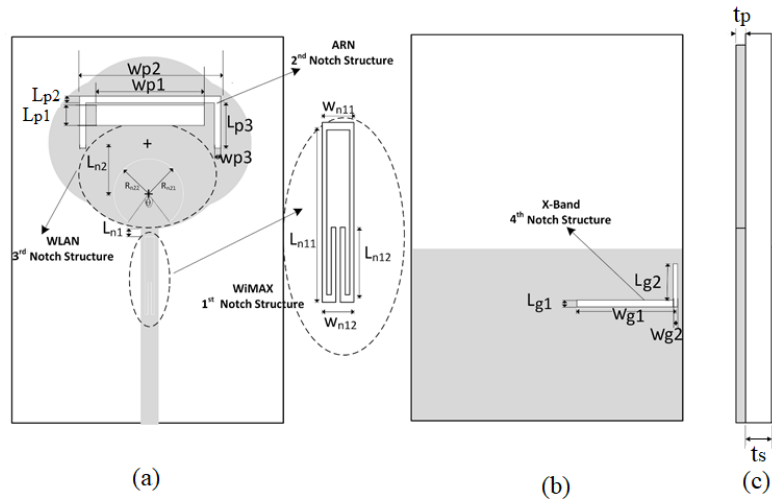 (a)
Wp2
Wp1
Lp2
Lp1
Lp3
wp3
Ln2
Rn22
Rn21
Ln1
ARN
2nd Notch Structure
WLAN
3rd Notch Structure
WiMAX
1st Notch Structure
Wn11
Ln11
Ln12
Wn12
(b)
X-Band
4th Notch Structure
Lg2
Lg1
Wg1
Wg2
(c)
tp
ts
(a)
(b)
(c)